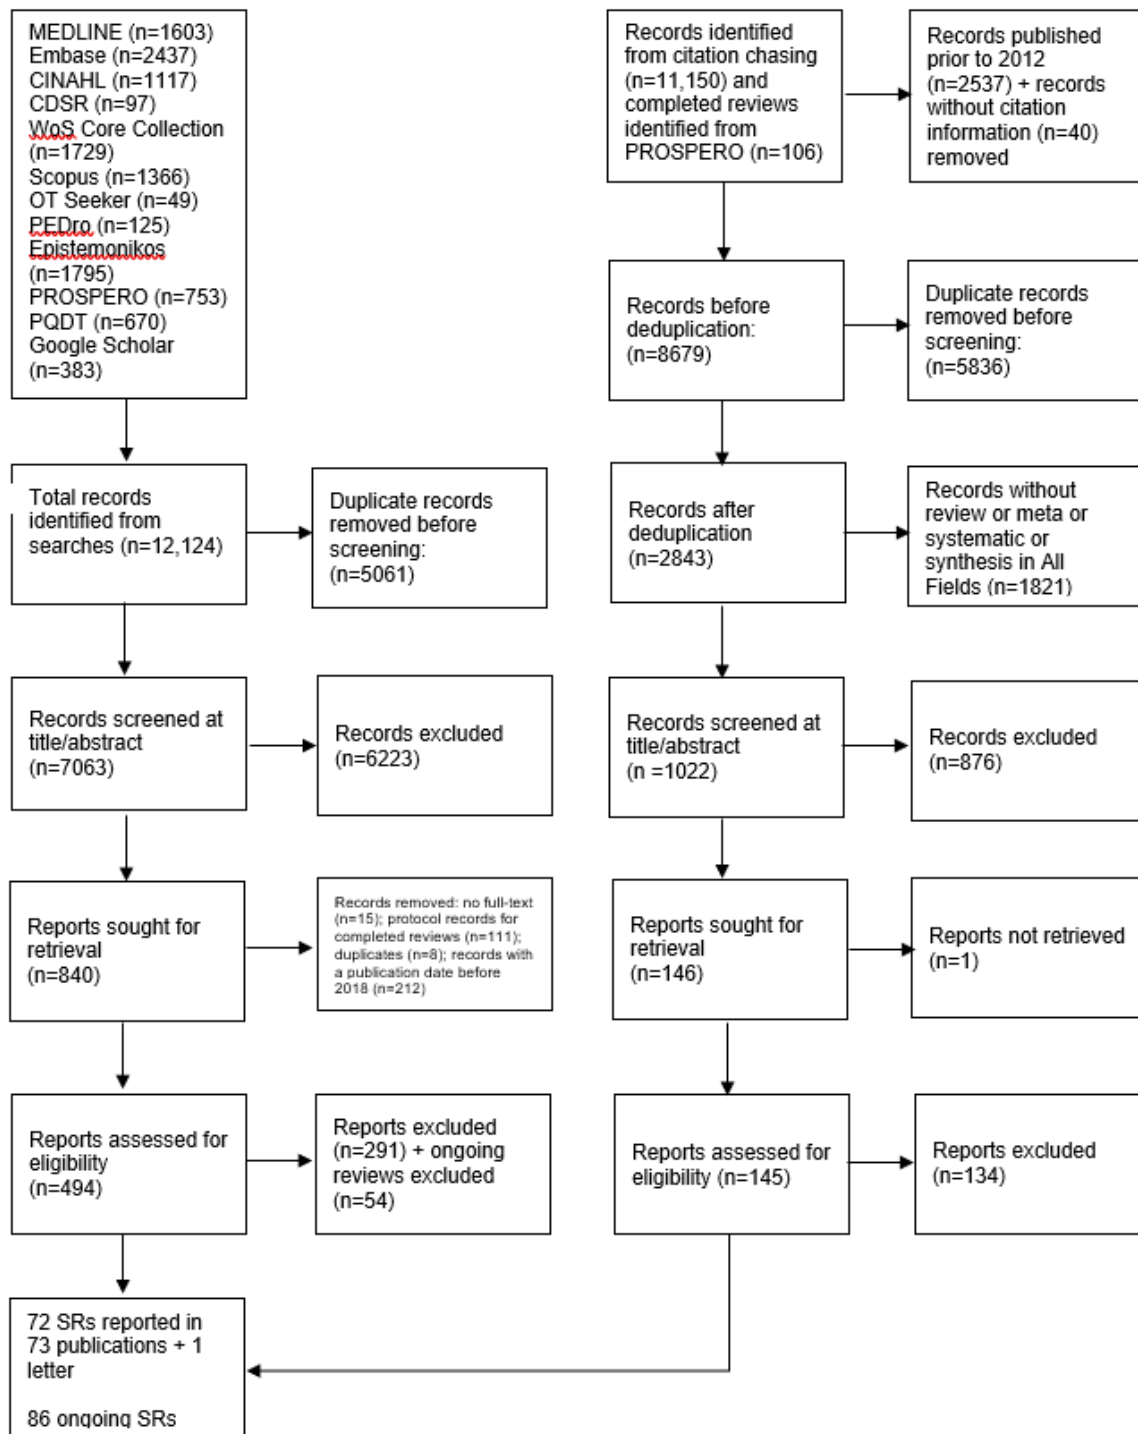 MEDLINE (n=1603)
Embase (n=2437)
CINAHL (n=1117)
CDSR (n=97)
WoS Core Collection
(n=1729)
Scopus (n=1366)
OT Seeker (n=49)
PEDro (n=125)
Epistemonikos
(n=1795)
PROSPERO (n=753)
PQDT (n=670)
Google Scholar
(n=383)
Total records
identified from
searches (n=12,124)
Duplicate records
removed before
screening:
(n=5061)
Records screened at
title/abstract
(n=7063)
Records excluded
(n=6223)
Reports sought for
retrieval
(n=840)
Records removed: no full-text
(n=15); protocol records for
completed reviews (n=111);
duplicates (n=8); records with
a publication date before
2018 (n=212)
Reports assessed for
eligibility
(n=494)
Reports excluded
(n=291) + ongoing
reviews excluded
(n=54)
72 SRs reported in
73 publications + 1
letter
86 ongoing SRs
Records identified
from citation chasing
(n=11,150) and
completed reviews
identified from
PROSPERO (n=106)
Records published
prior to 2012
(n=2537) + records
without citation
information (n=40)
removed
Records before
deduplication:
(n=8679)
Duplicate records
removed before
screening:
(n=5836)
Records after
deduplication
(n=2843)
Records without
review or meta or
systematic or
synthesis in All
Fields (n=1821)
Records screened at
title/abstract
(n =1022)
Records excluded
(n=876)
Reports sought for
retrieval
(n=146)
Reports not retrieved
(n=1)
Reports assessed for
eligibility (n=145)
Reports excluded
(n=134)